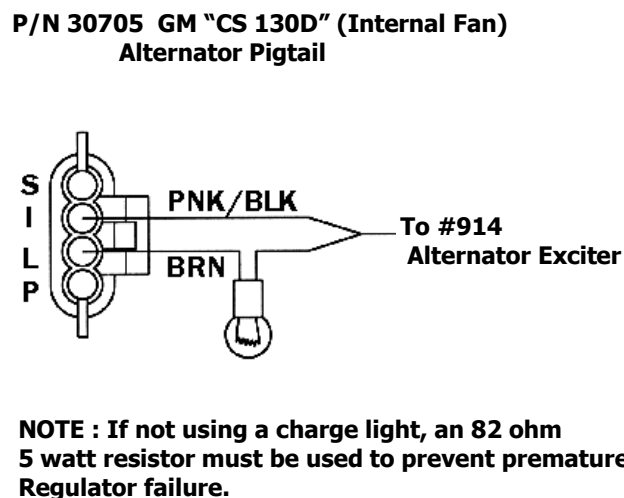 P/N 30705 GM “CS 130D” (Internal Fan)
Alternator Pigtail
S
I
L
P
PNK/BLK
BRN
To #914
Alternator Exciter
NOTE : If not using a charge light, an 82 ohm
5 watt resistor must be used to prevent premature
Regulator failure.